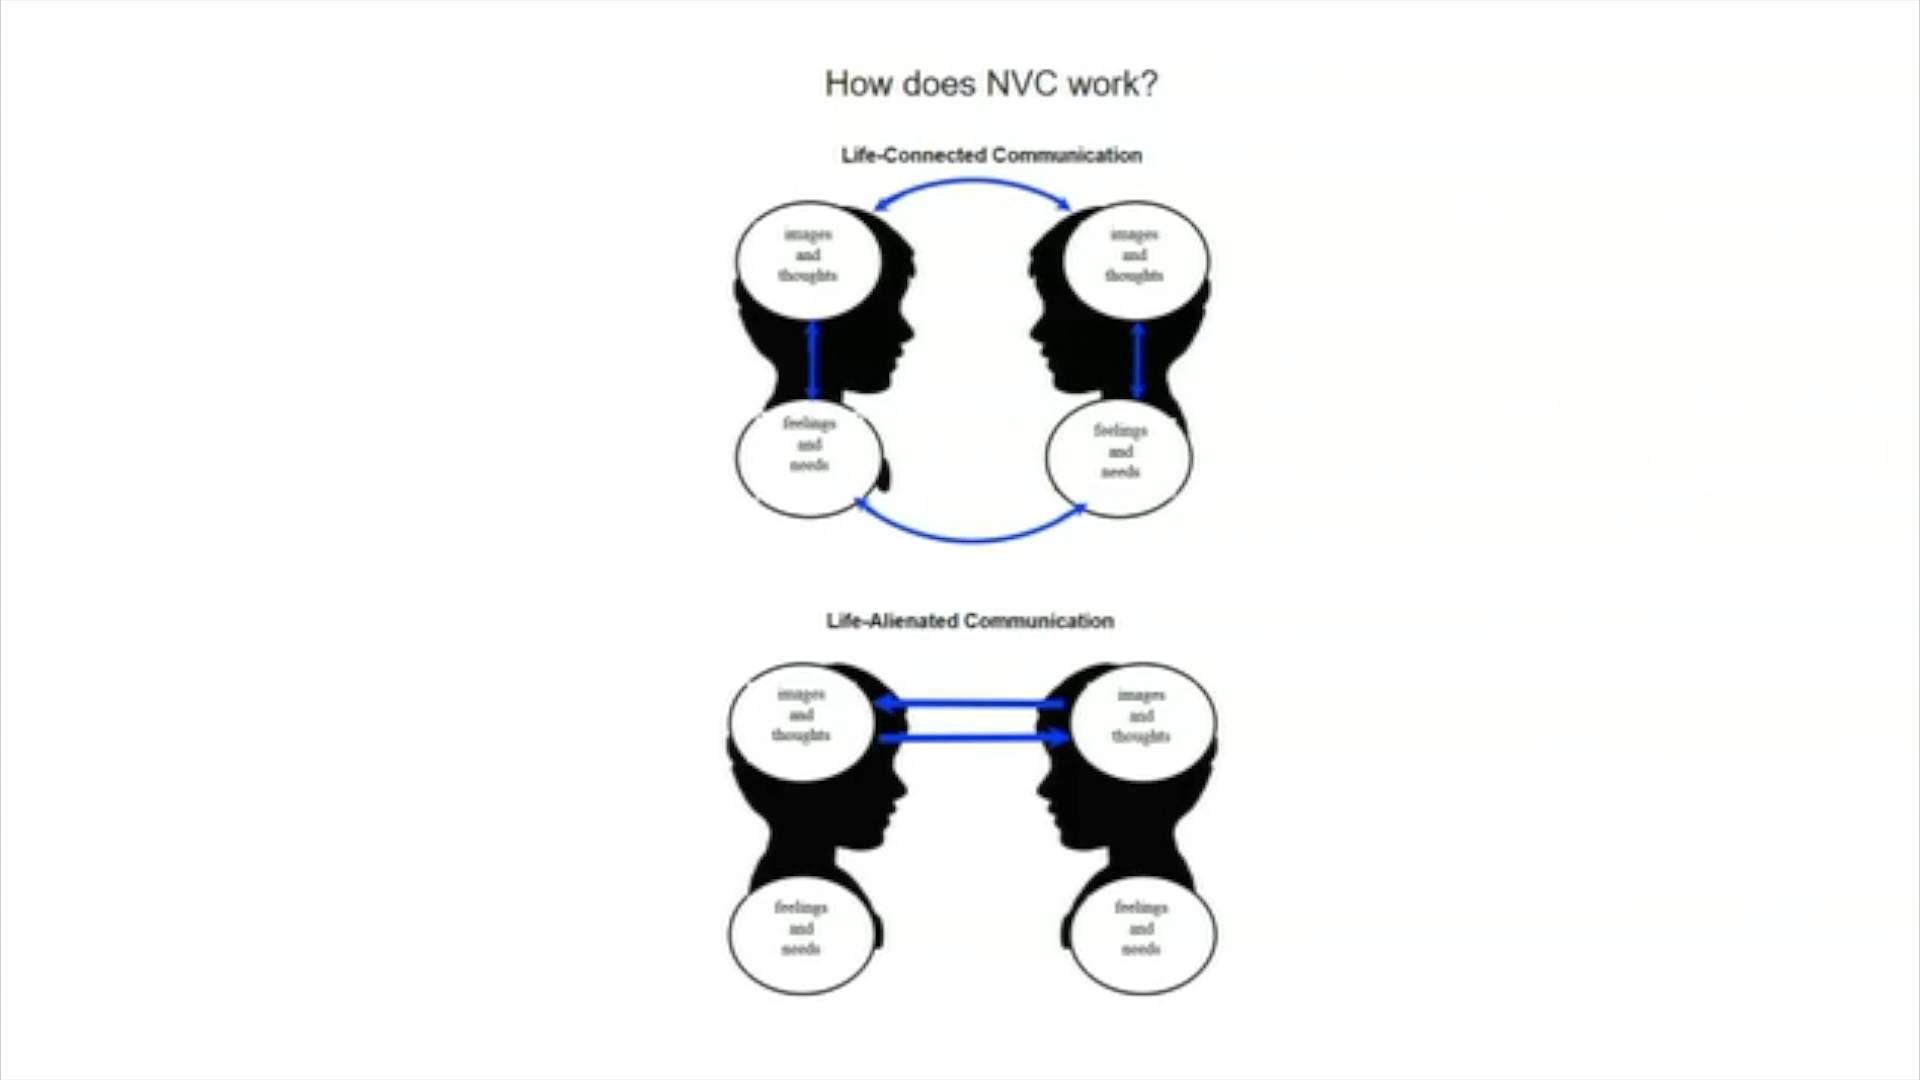 How does NVC work?
Life-Connected Communication
images
and
thoughts
images
and
thoughts
feelings
and
needs
feelings
and
needs
Life-Alienated Communication
images
and
thoughts
images
and
thoughts
feelings
and
needs
feelings
and
needs